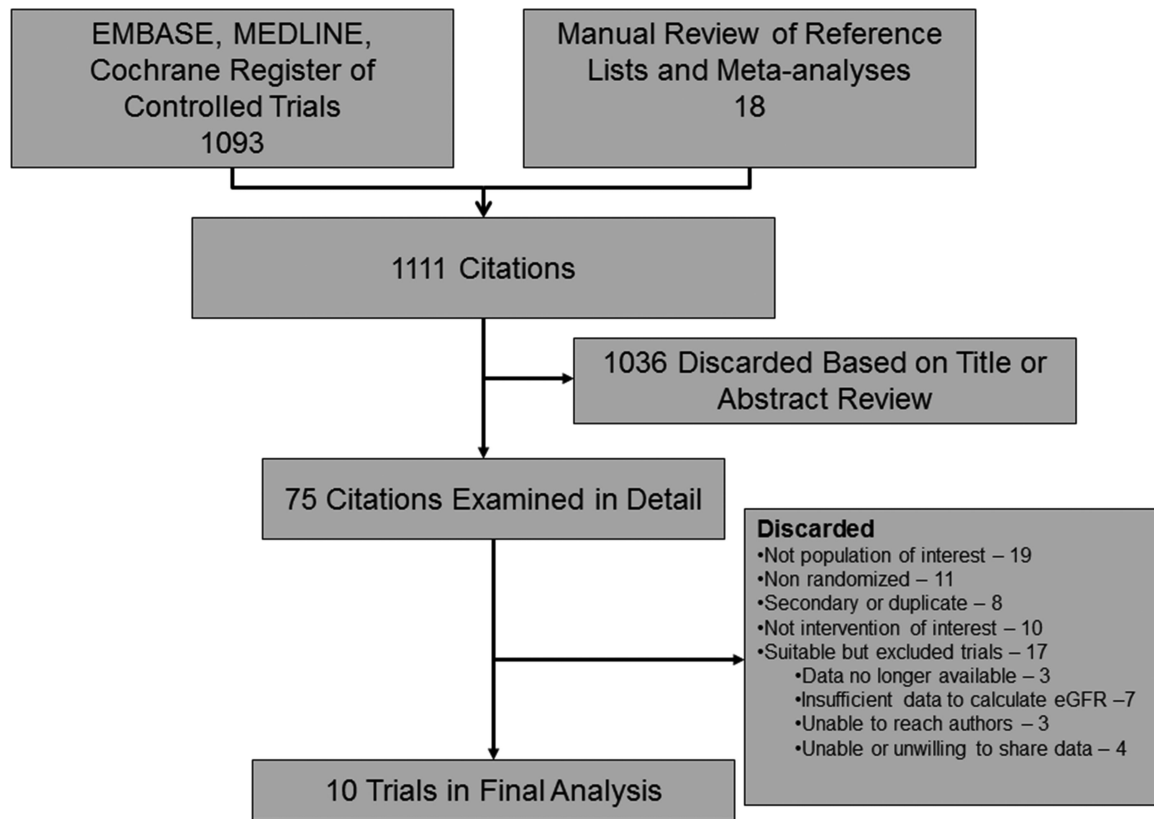 EMBASE, MEDLINE,
Cochrane Register of
Controlled Trials
1093
Manual Review of Reference
Lists and Meta-analyses
18
1111 Citations
1036 Discarded Based on Title or
Abstract Review
75 Citations Examined in Detail
Discarded
•Not population of interest – 19
•Non randomized – 11
•Secondary or duplicate – 8
•Not intervention of interest – 10
•Suitable but excluded trials – 17
•Data no longer available – 3
•Insufficient data to calculate eGFR –7
•Unable to reach authors – 3
•Unable or unwilling to share data – 4
10 Trials in Final Analysis